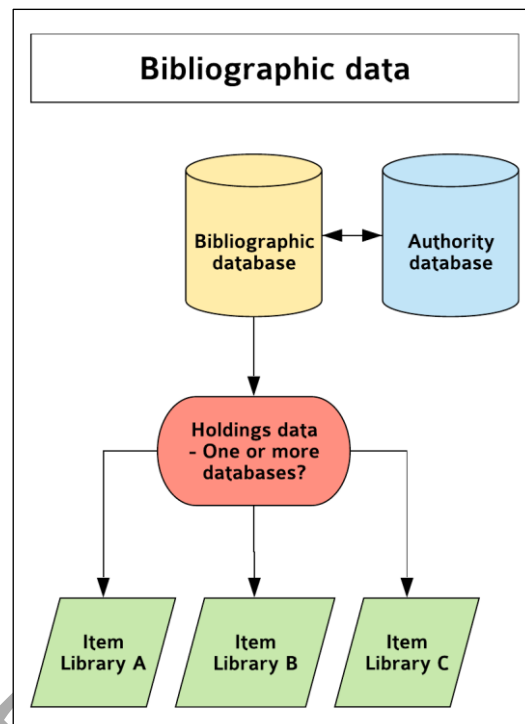 Bibliographic data
Bibliographic
database
Authority
database
Holdings data
- One or more
databases?
Item
Library A
Item
Library B
Item
Library C